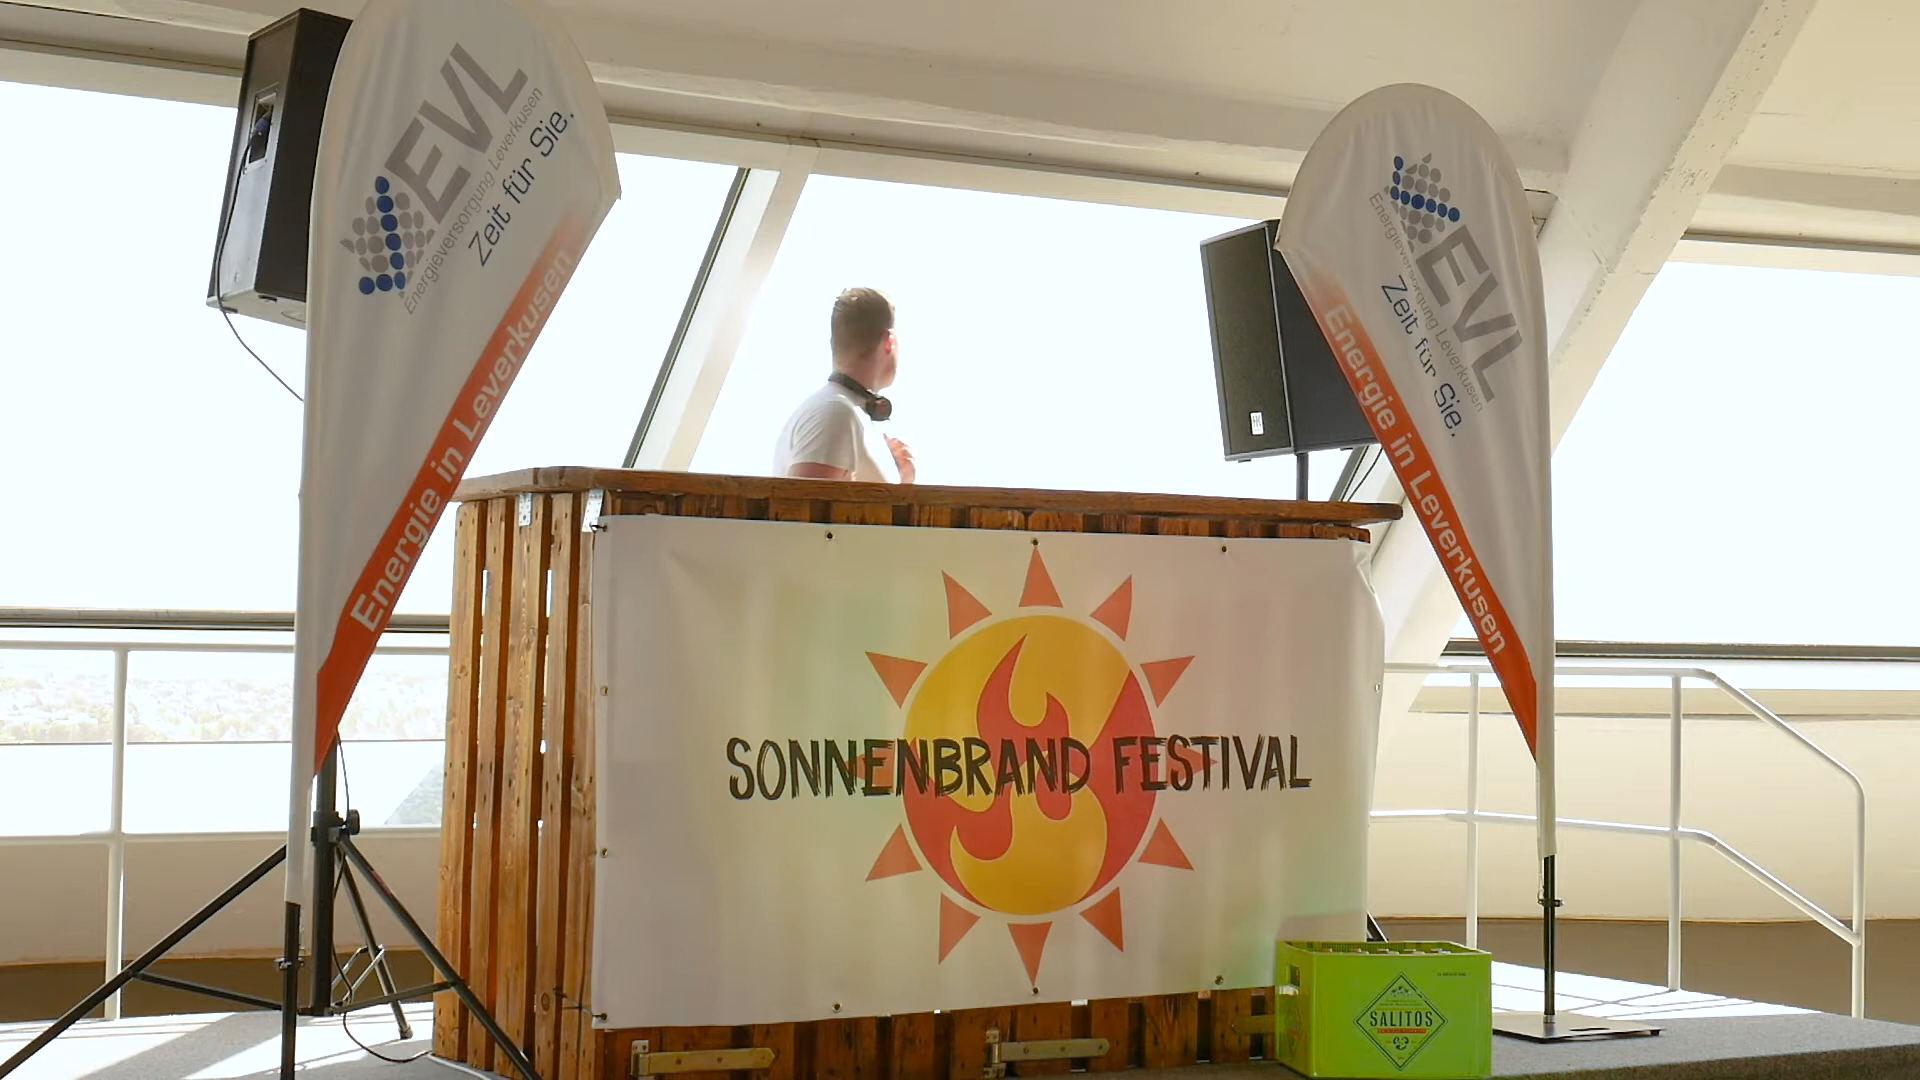 EVL
Energieversorgung Leverkusen
Zeit für Sie.
Energie in Leverkusen
EVL
Energieversorgung Leverkusen
Zeit für Sie.
Energie in Leverkusen
SONNENBRAND FESTIVAL
SALITOS